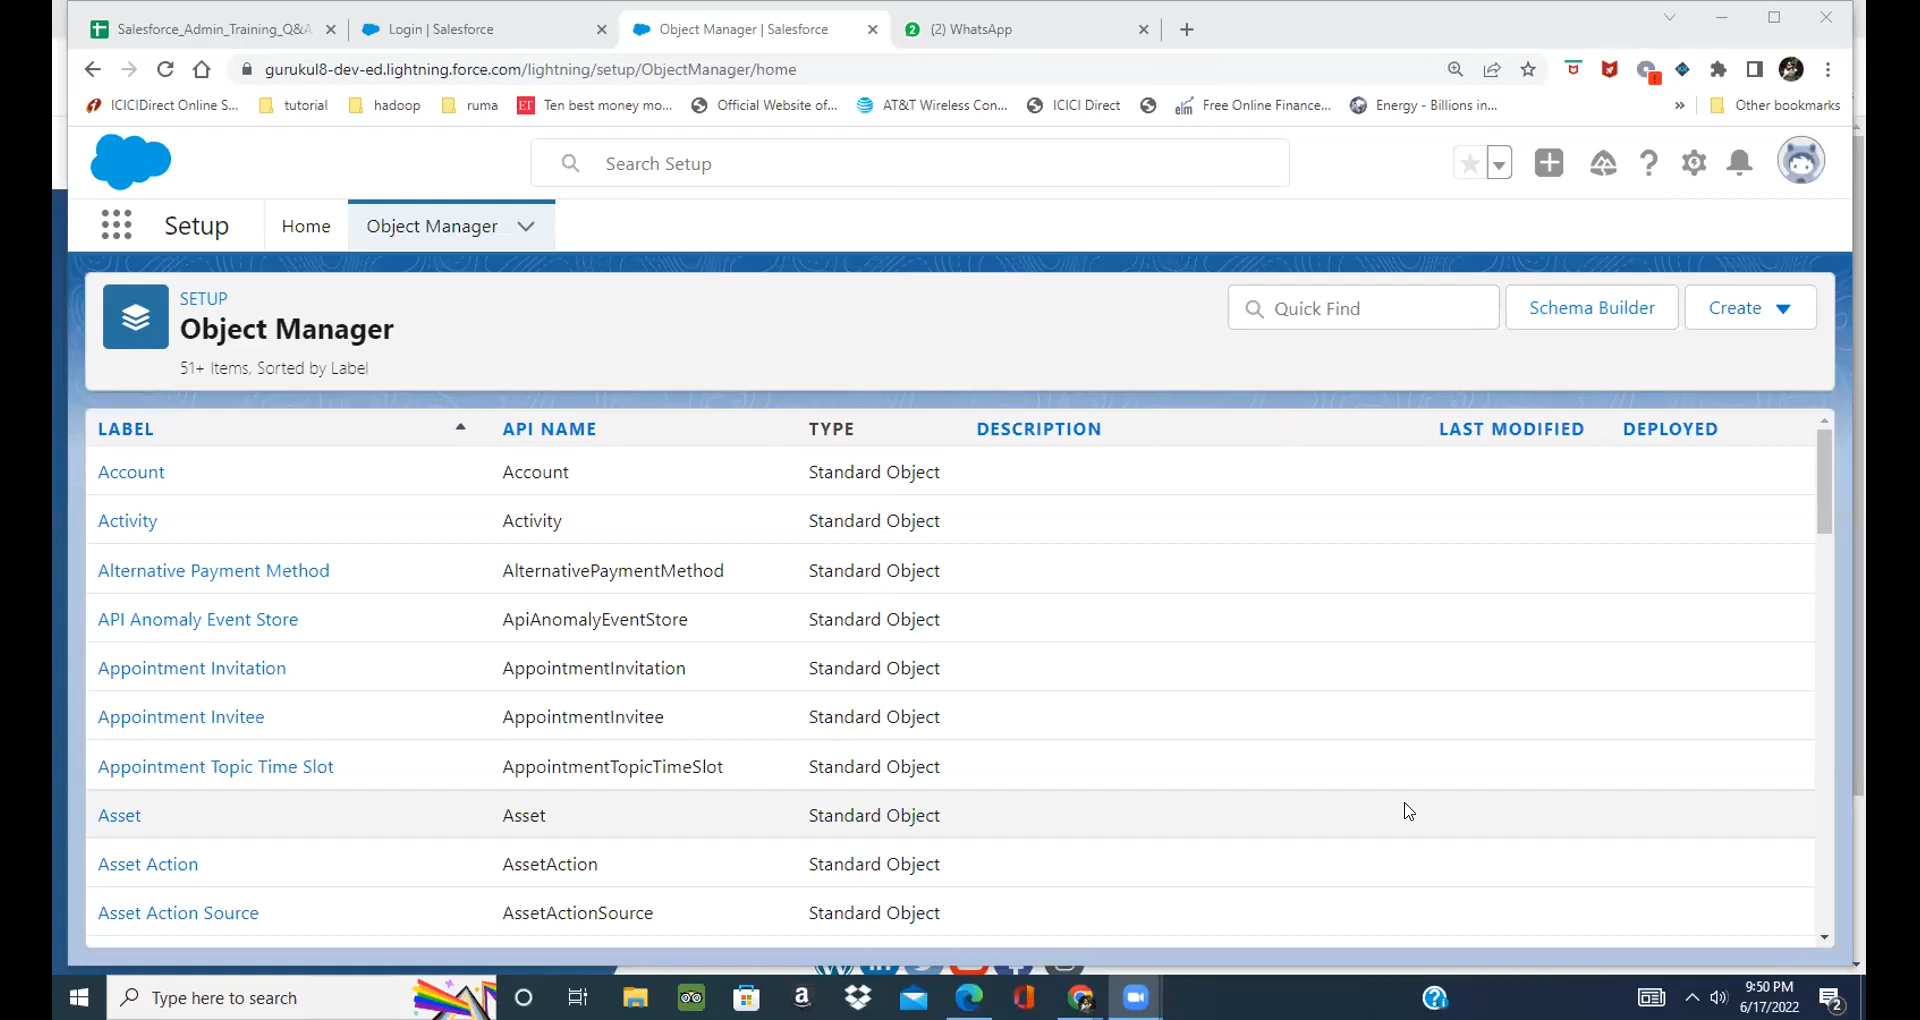 Salesforce_Admin_Training_Q&A
Login | Salesforce
Object Manager | Salesforce
2 (2) WhatsApp
gurukul8-dev-ed.lightning.force.com/lightning/setup/ObjectManager/home
ICICIDirect Online S...
tutorial
hadoop
ruma
ET Ten best money mo...
Official Website of...
AT&T Wireless Con...
ICICI Direct
elm Free Online Finance...
Energy - Billions in...
»
Other bookmarks
Search Setup
Setup
Home
Object Manager
SETUP
Object Manager
51+ Items, Sorted by Label
Quick Find
Schema Builder
Create
LABEL API NAME TYPE DESCRIPTION LAST MODIFIED DEPLOYED
Account Account Standard Object
Activity Activity Standard Object
Alternative Payment Method AlternativePaymentMethod Standard Object
API Anomaly Event Store ApiAnomalyEventStore Standard Object
Appointment Invitation AppointmentInvitation Standard Object
Appointment Invitee AppointmentInvitee Standard Object
Appointment Topic Time Slot AppointmentTopicTimeSlot Standard Object
Asset Asset Standard Object
Asset Action AssetAction Standard Object
Asset Action Source AssetActionSource Standard Object
Type here to search
9:50 PM
6/17/2022
2